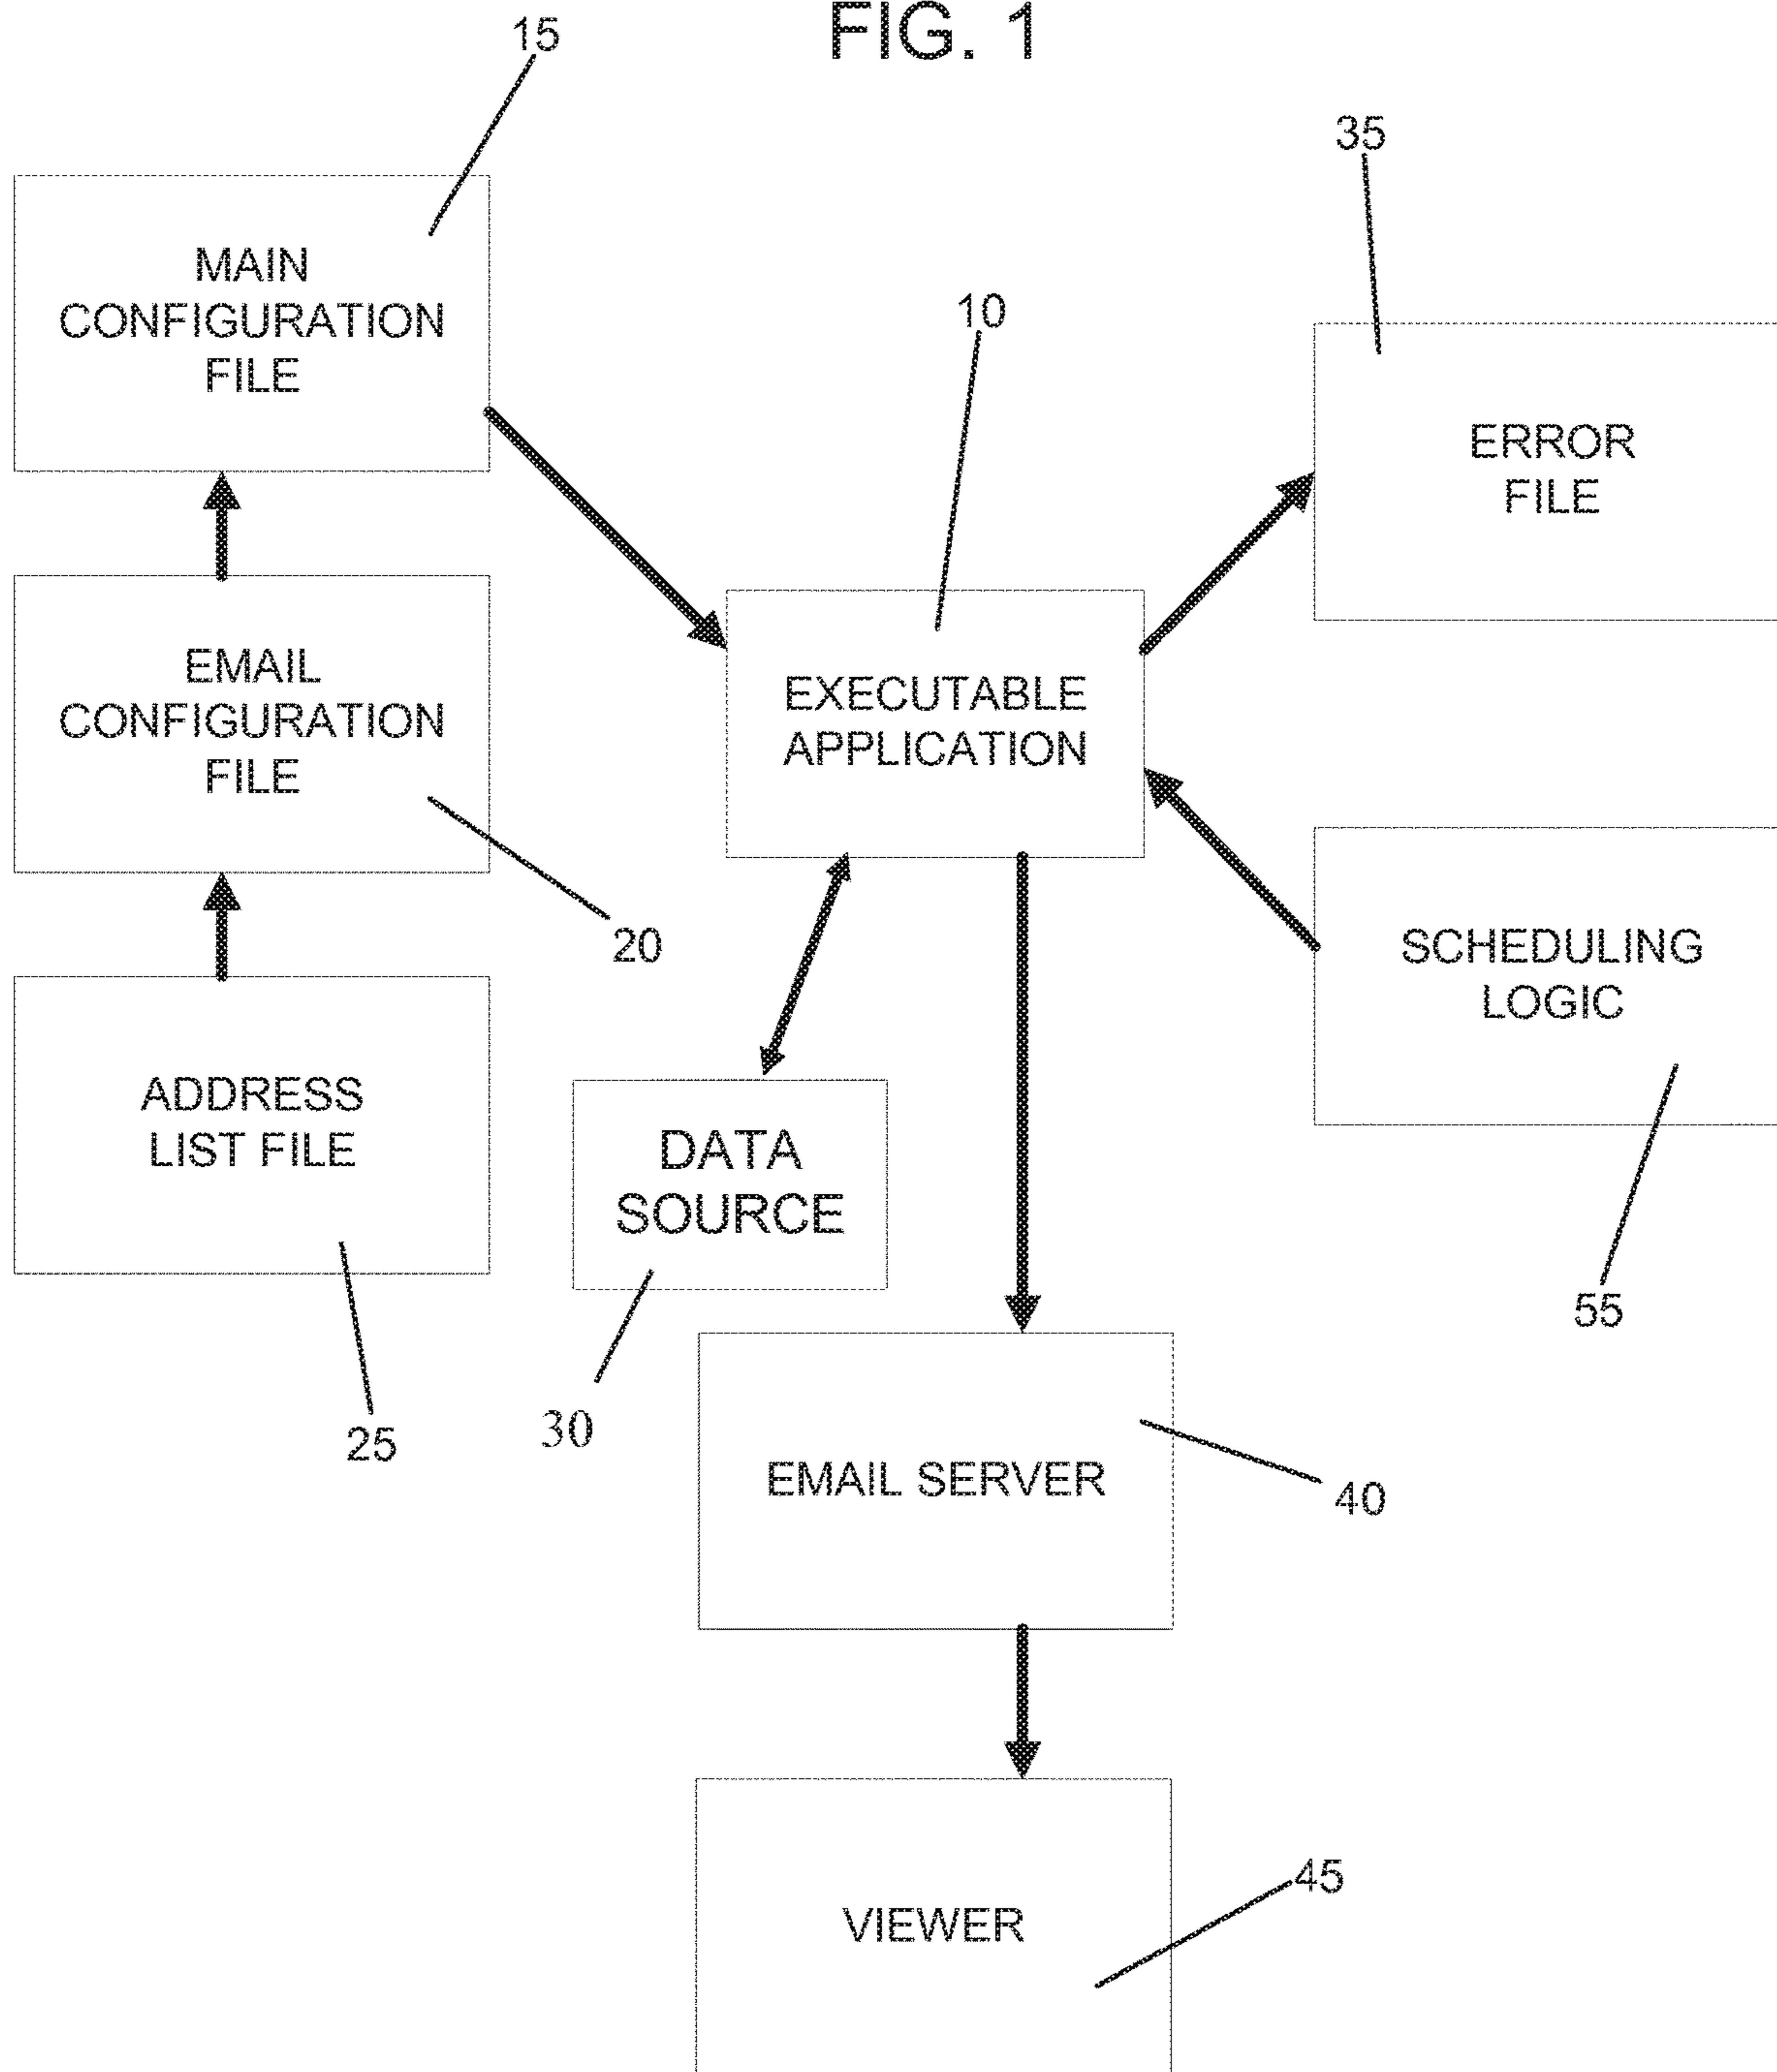 FIG. 1
15
35
MAIN
CONFIGURATION
FILE
10
ERROR
FILE
EMAIL
CONFIGURATION
FILE
EXECUTABLE
APPLICATION
20
SCHEDULING
LOGIC
ADDRESS
LIST FILE
DATA
SOURCE
55
25
30
EMAIL SERVER
40
45
VIEWER